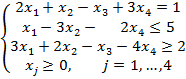 2x₁ + x₂ − x₃ + 3x₄ = 1
x₁ − 3x₂ − 2x₄ ≤ 5
3x₁ + 2x₂ − x₃ − 4x₄ ≥ 2
xⱼ ≥ 0, j = 1, … ,4